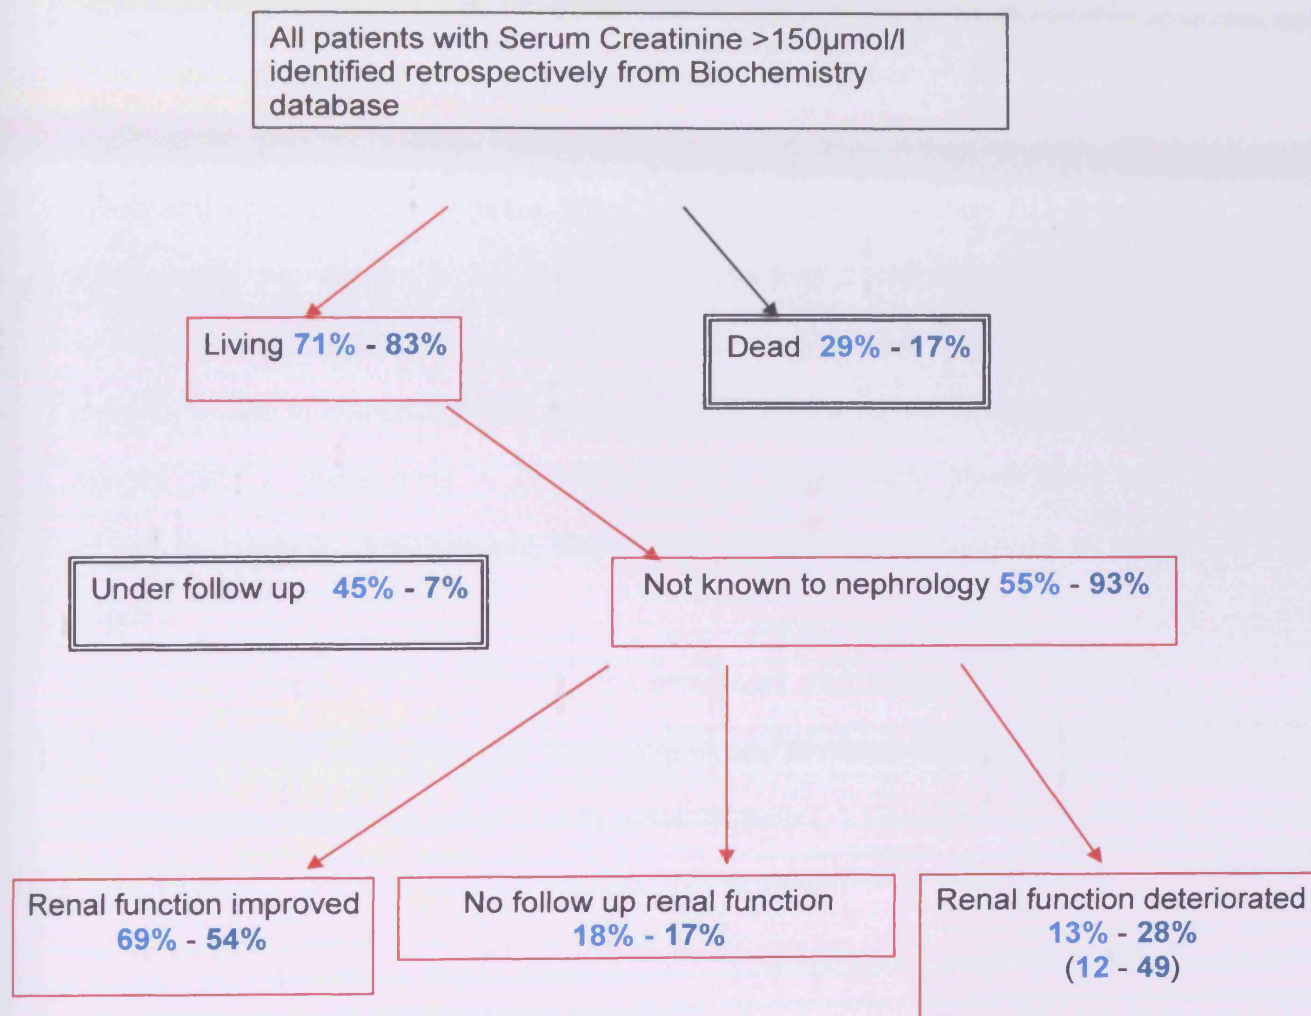 All patients with Serum Creatinine >150µmol/l
identified retrospectively from Biochemistry
database
Living 71% - 83%
Dead 29% - 17%
Under follow up 45% - 7%
Not known to nephrology 55% - 93%
Renal function improved
69% - 54%
No follow up renal function
18% - 17%
Renal function deteriorated
13% - 28%
(12 - 49)